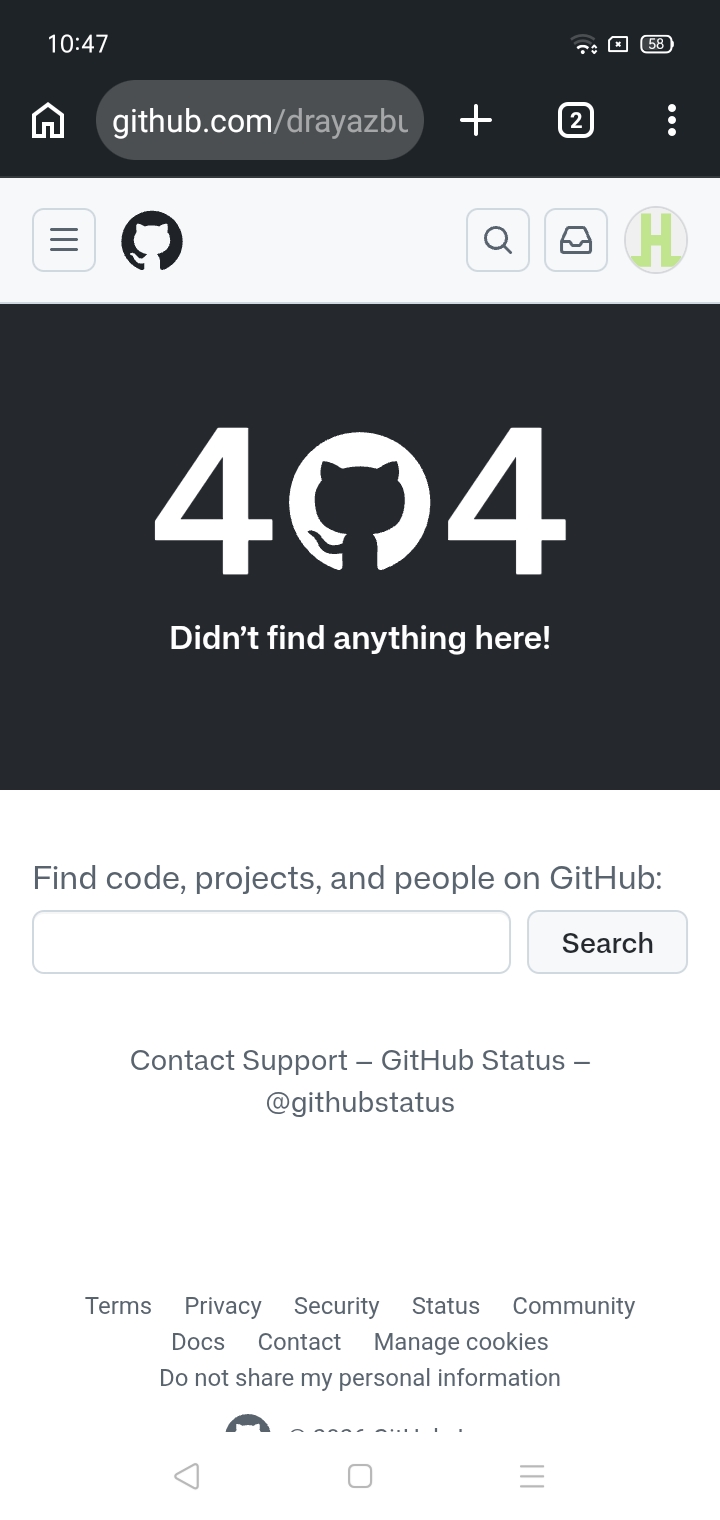 10:47
58
github.com/drayazbu
2
404
Didn’t find anything here!
Find code, projects, and people on GitHub:
Search
Contact Support — GitHub Status —
@githubstatus
Terms Privacy Security Status Community
Docs Contact Manage cookies
Do not share my personal information